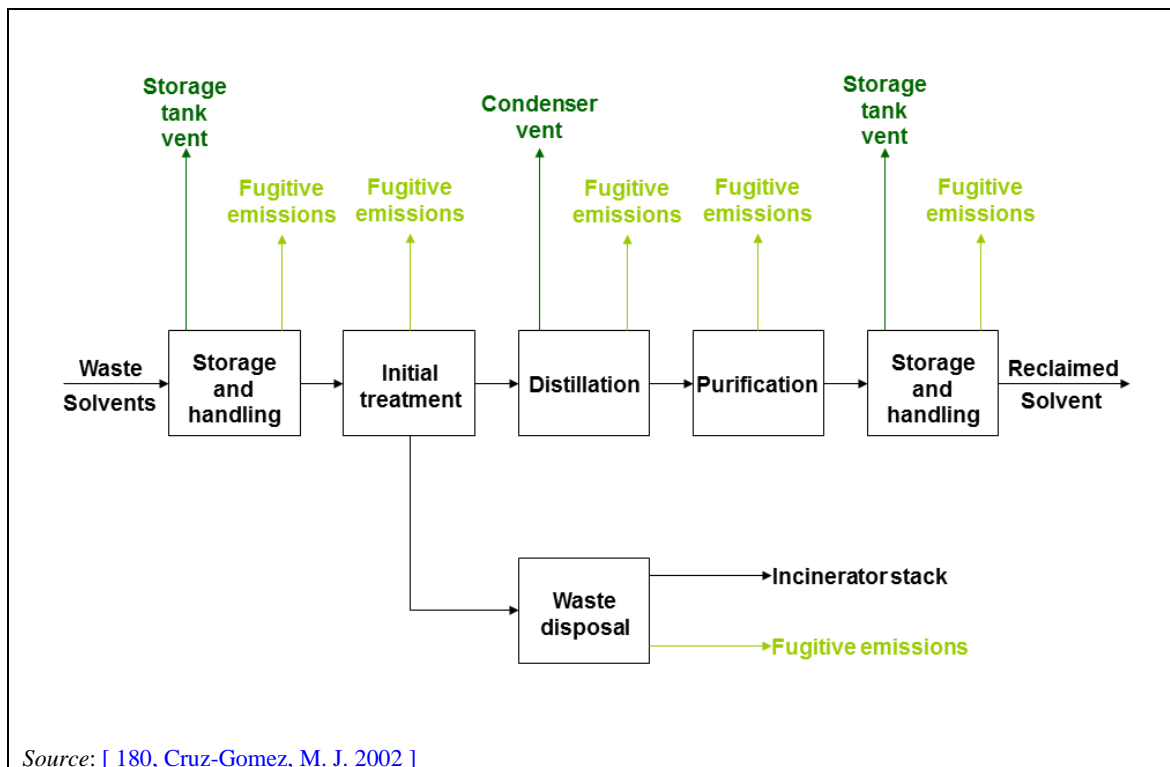 Storage
tank
vent
Condenser
vent
Storage
tank
vent
Fugitive
emissions
Fugitive
emissions
Fugitive
emissions
Fugitive
emissions
Fugitive
emissions
Waste
Solvents
Storage
and
handling
Initial
treatment
Distillation
Purification
Storage
and
handling
Reclaimed
Solvent
Waste
disposal
Incinerator stack
Fugitive emissions
Source: [ 180, Cruz-Gomez, M. J. 2002 ]